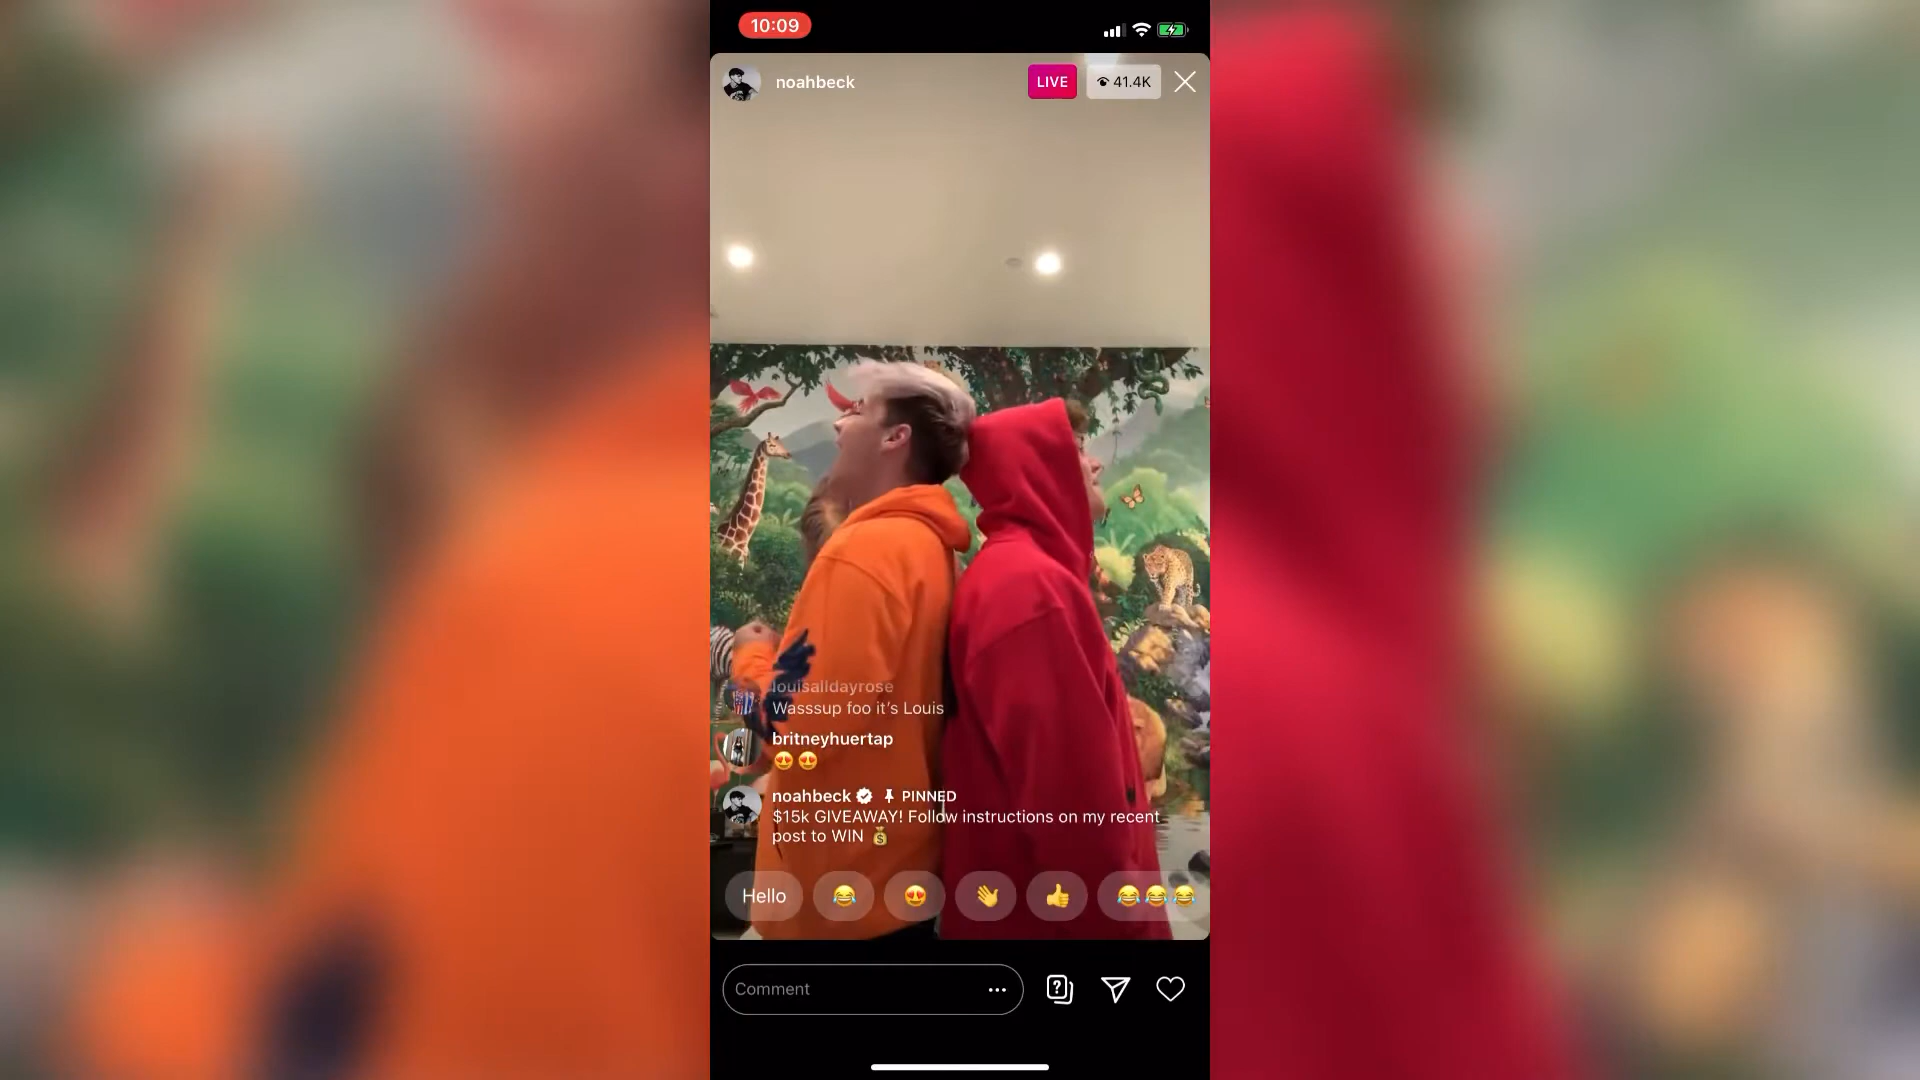 10:09
noahbeck
LIVE
41.4K
louisalldayrose
Wasssup foo it's Louis
britneyhuertap
😍😍
noahbeck PINNED
$15k GIVEAWAY! Follow instructions on my recent
post to WIN 💰
Hello
Comment